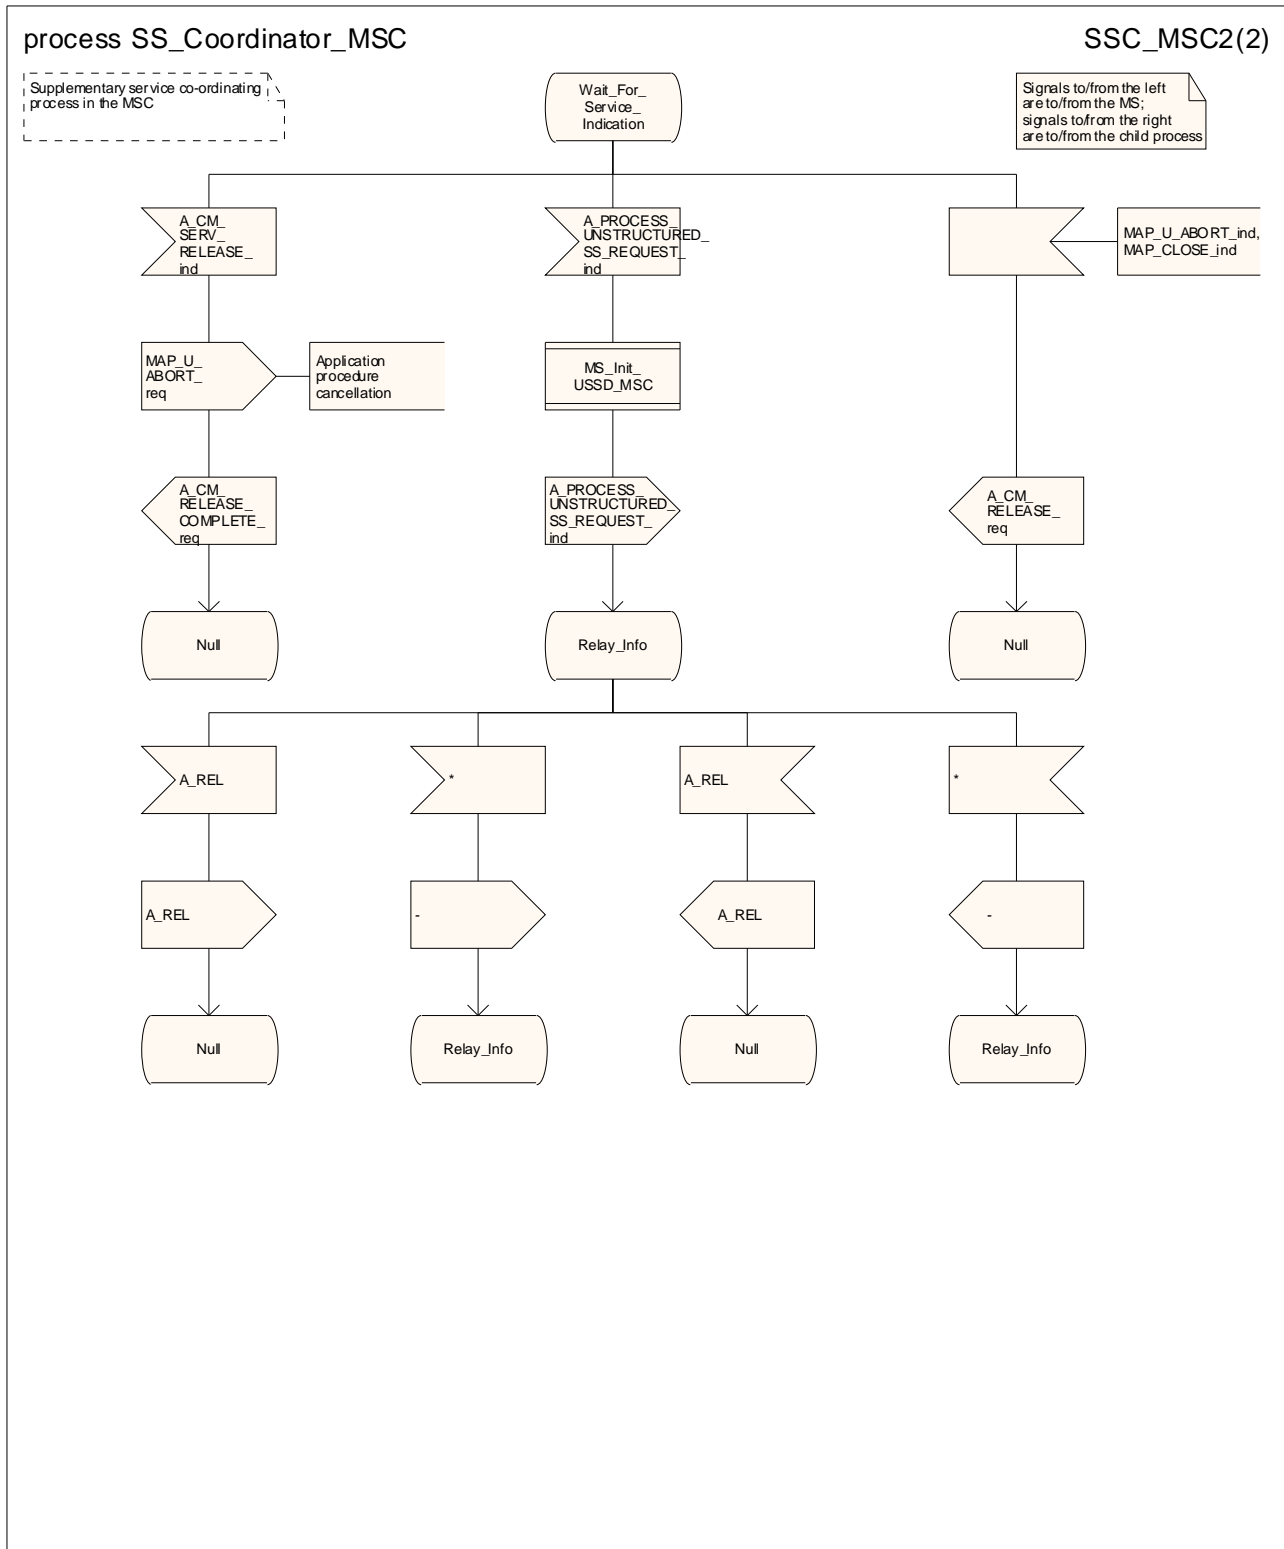 process SS_Coordinator_MSC
SSC_MSC2(2)
Supplementary service co-ordinating
process in the MSC
Wait_For_
Service_
Indication
Signals to/from the left
are to/from the MS;
signals to/from the right
are to/from the child process
A_CM_
SERV_
RELEASE_
ind
A_PROCESS_
UNSTRUCTURED_
SS_REQUEST_
ind
MAP_U_ABORT_ind,
MAP_CLOSE_ind
MAP_U_
ABORT_
req
Application
procedure
cancellation
MS_Init_
USSD_MSC
A_CM_
RELEASE_
COMPLETE_
req
A_PROCESS_
UNSTRUCTURED_
SS_REQUEST_
ind
A_CM_
RELEASE_
req
Null
Relay_Info
Null
A_REL
*
A_REL
*
A_REL
-
A_REL
-
Null
Relay_Info
Null
Relay_Info